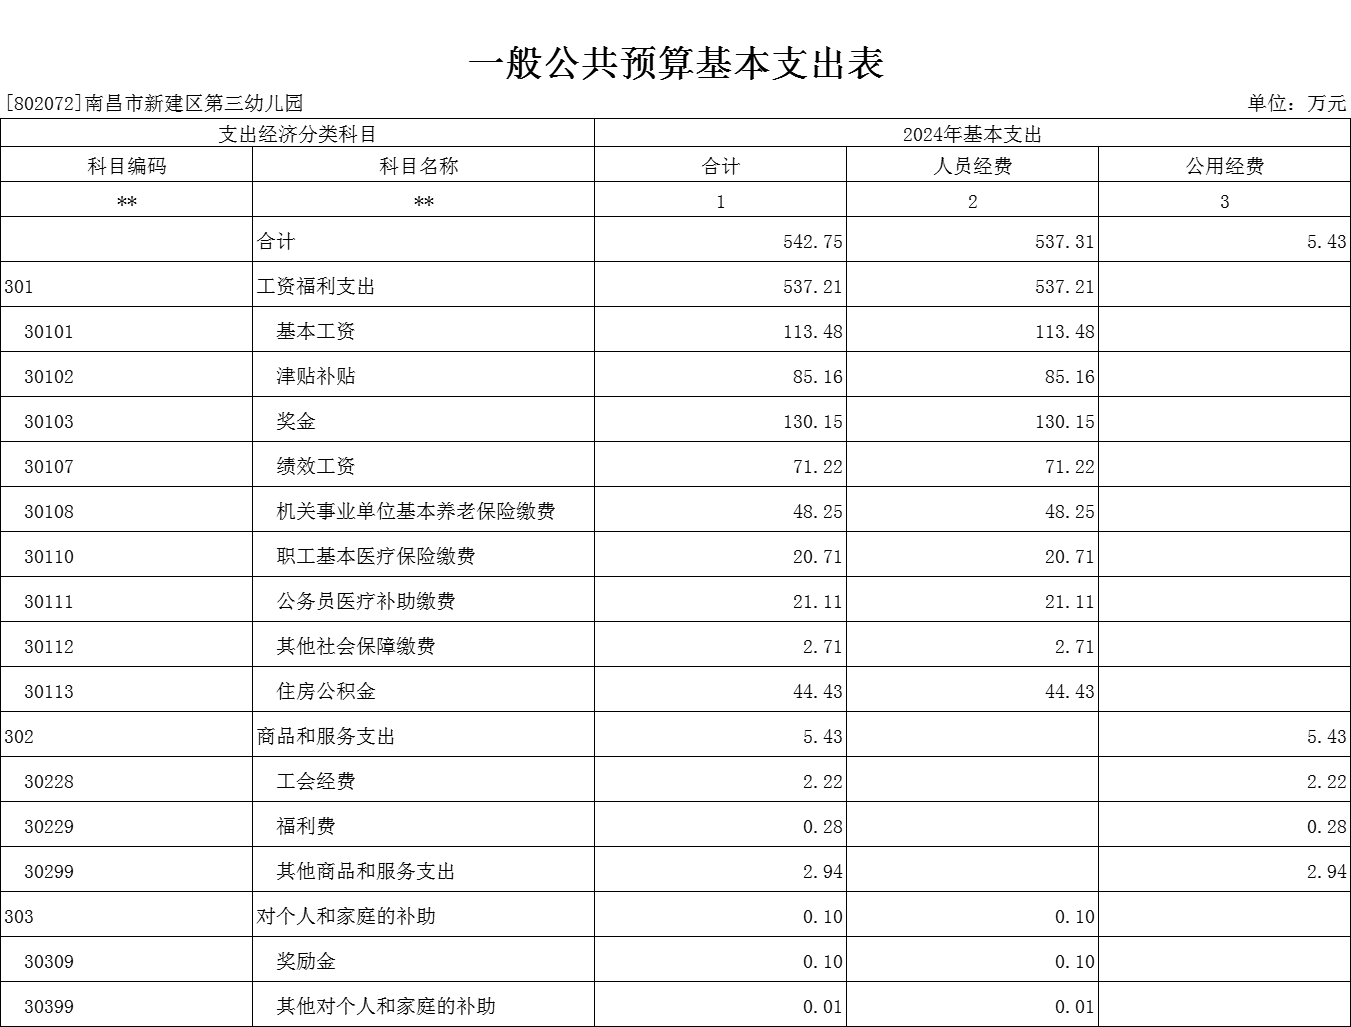 一般公共预算基本支出表
[802072]南昌市新建区第三幼儿园 单位：万元
支出经济分类科目 2024年基本支出
科目编码 科目名称 合计 人员经费 公用经费
** ** 1 2 3
合计 542.75 537.31 5.43
301 工资福利支出 537.21 537.21
30101 基本工资 113.48 113.48
30102 津贴补贴 85.16 85.16
30103 奖金 130.15 130.15
30107 绩效工资 71.22 71.22
30108 机关事业单位基本养老保险缴费 48.25 48.25
30110 职工基本医疗保险缴费 20.71 20.71
30111 公务员医疗补助缴费 21.11 21.11
30112 其他社会保障缴费 2.71 2.71
30113 住房公积金 44.43 44.43
302 商品和服务支出 5.43 5.43
30228 工会经费 2.22 2.22
30229 福利费 0.28 0.28
30299 其他商品和服务支出 2.94 2.94
303 对个人和家庭的补助 0.10 0.10
30309 奖励金 0.10 0.10
30399 其他对个人和家庭的补助 0.01 0.01